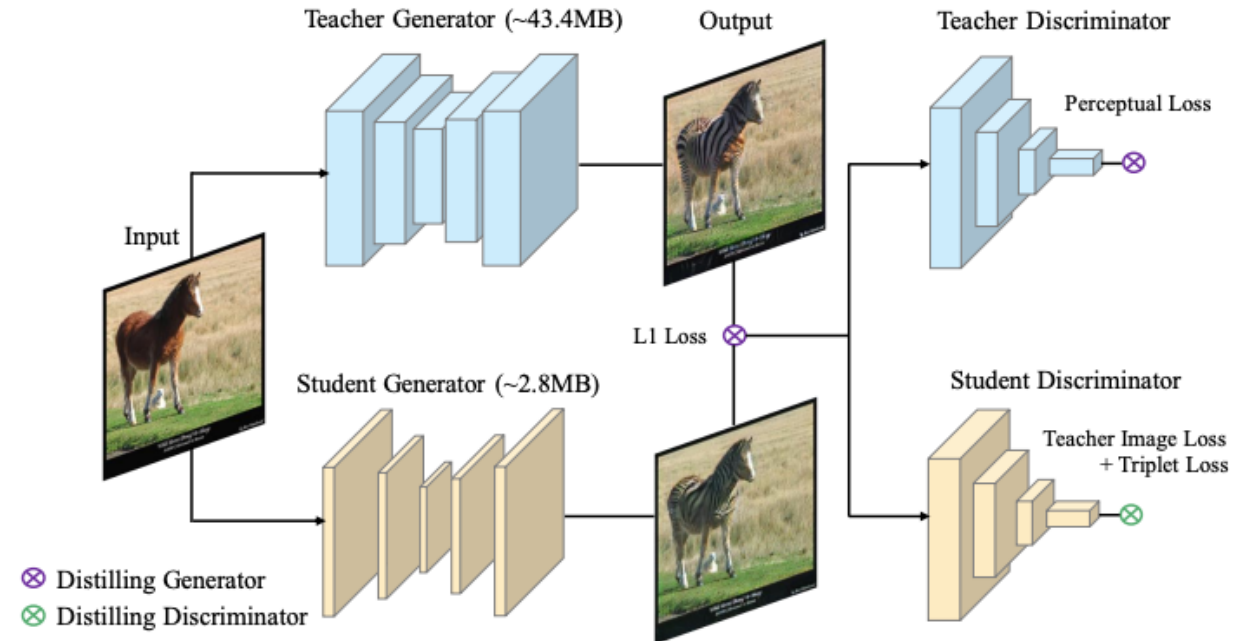 Teacher Generator (~43.4MB)
Output
Teacher Discriminator
Perceptual Loss
Input
L1 Loss
Student Generator (~2.8MB)
Student Discriminator
Teacher Image Loss
+ Triplet Loss
Distilling Generator
Distilling Discriminator